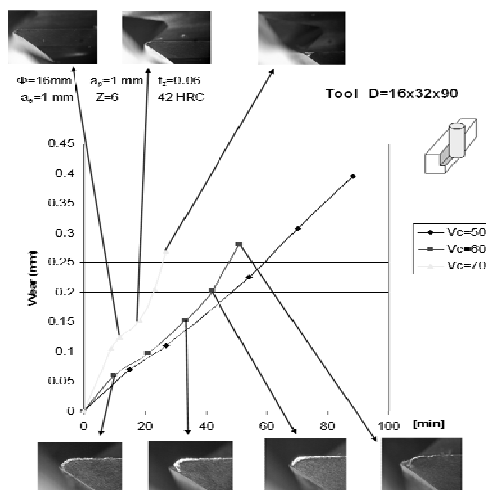 Φ=16mm aₚ=1 mm f_z=0.06
aₑ=1 mm Z=6 42 HRC
Tool D=16x32x90
0.45
0.4
0.35
0.3
0.25
0.2
0.15
0.1
0.05
0
Wear (mm)
Vc=50
Vc=60
Vc=70
0 20 40 60 80 100 [min]